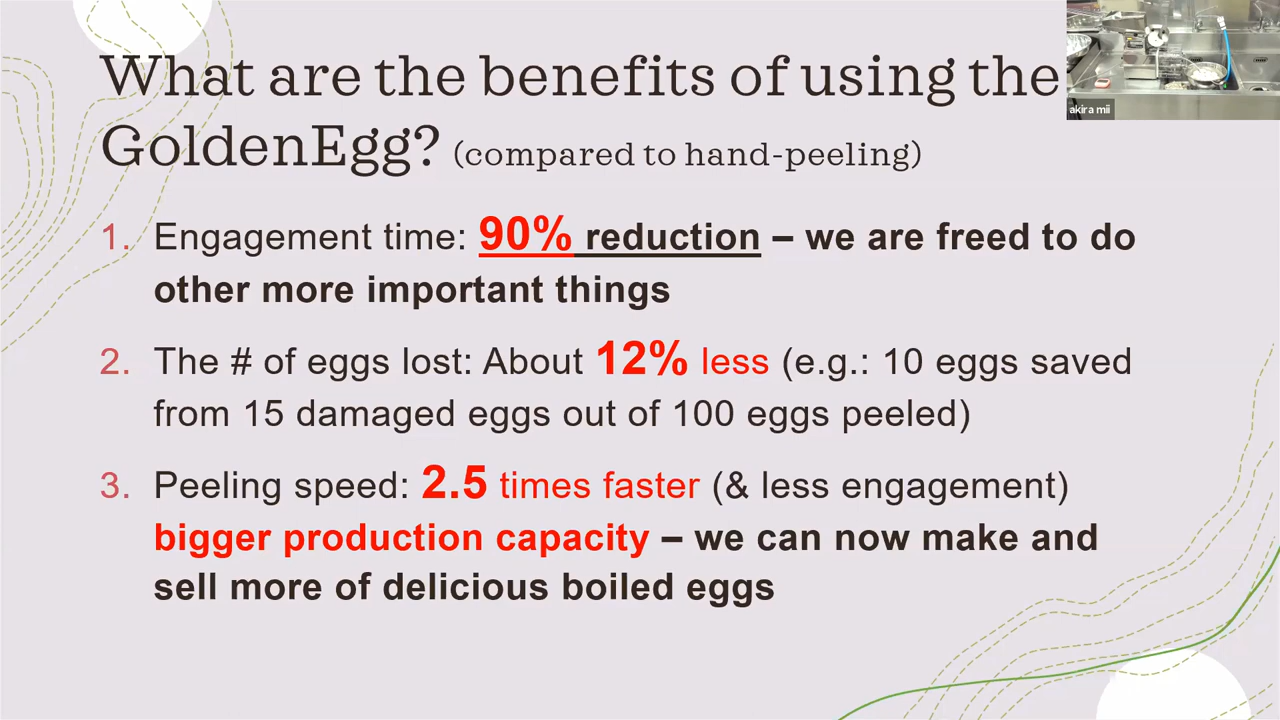 What are the benefits of using the
GoldenEgg? (compared to hand-peeling)
1. Engagement time: 90% reduction – we are freed to do
other more important things
2. The # of eggs lost: About 12% less (e.g.: 10 eggs saved
from 15 damaged eggs out of 100 eggs peeled)
3. Peeling speed: 2.5 times faster (& less engagement)
bigger production capacity – we can now make and
sell more of delicious boiled eggs
akira mii